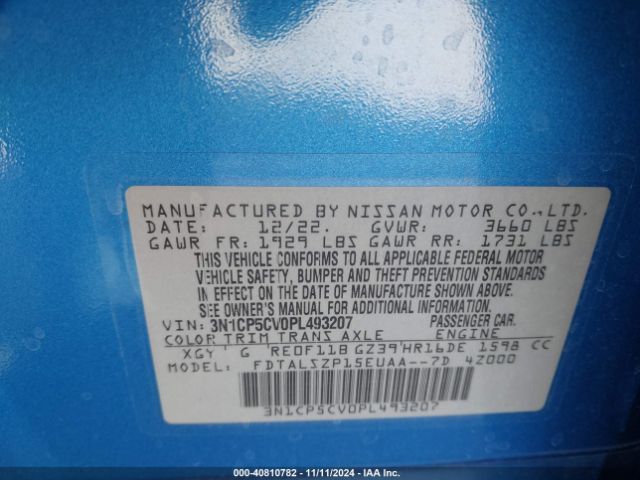 MANUFACTURED BY NISSAN MOTOR CO.,LTD.
DATE: 12/22. GVWR: 3660 LBS
GAWR FR: 1929 LBS GAWR RR: 1731 LBS
THIS VEHICLE CONFORMS TO ALL APPLICABLE FEDERAL MOTOR
VEHICLE SAFETY, BUMPER AND THEFT PREVENTION STANDARDS
IN EFFECT ON THE DATE OF MANUFACTURE SHOWN ABOVE.
SEE OWNER'S MANUAL FOR ADDITIONAL INFORMATION.
VIN: 3N1CP5CV0PL493207 PASSENGER CAR.
COLOR TRIM TRANS AXLE ENGINE
XGY G RE0F11B GZ39 HR16DE 1598 CC
MODEL: FDTALSZP15EUAA--7D 4Z000
3N1CP5CV0PL493207
000-40810782 - 11/11/2024 - IAA Inc.